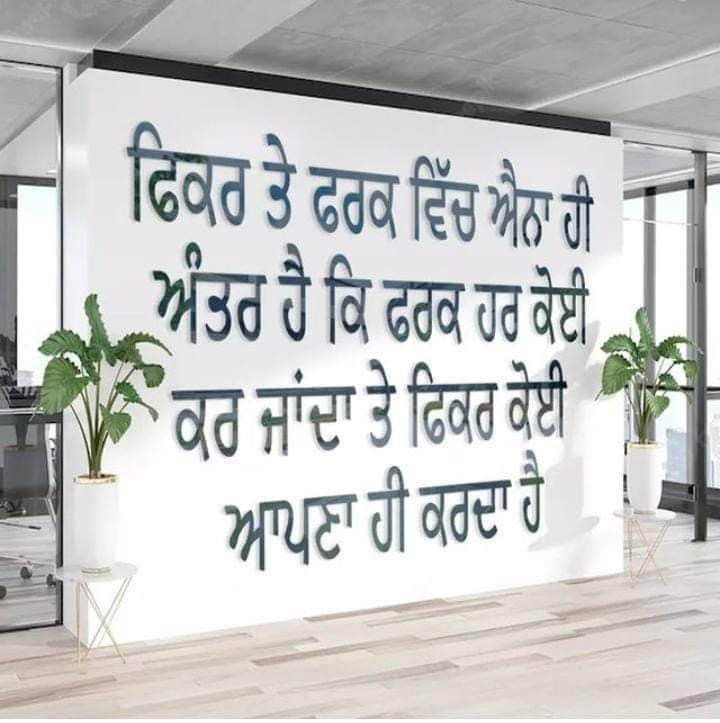 ਫਿਕਰ ਤੇ ਫਰਕ ਵਿੱਚ ਐਨਾ ਹੀ
ਅੰਤਰ ਹੈ ਕਿ ਫਰਕ ਹਰ ਕੋਈ
ਕਰ ਜਾਂਦਾ ਤੇ ਫਿਕਰ ਕੋਈ
ਆਪਣਾ ਹੀ ਕਰਦਾ ਹੈ